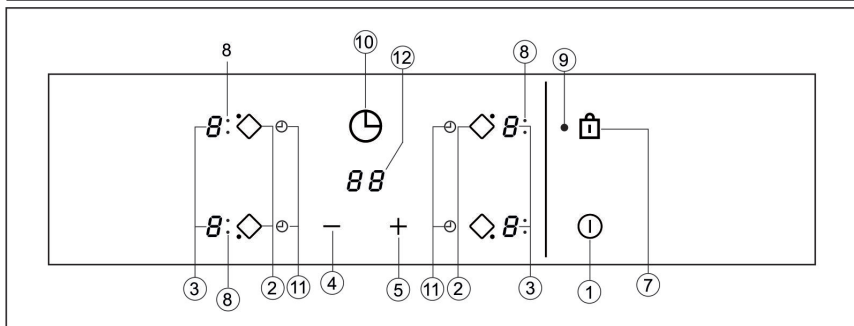 8 ⑩ ⑫ ⑧ ⑨
8: 8:
88
8: − + 8:
③ ⑧ ② ⑪ ④ ⑤ ⑪ ② ③ ① ⑦